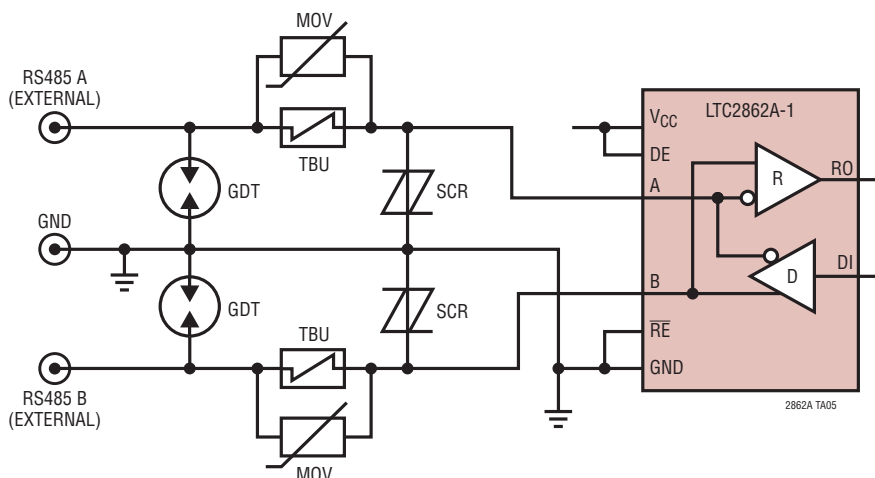 MOV
RS485 A
(EXTERNAL)
TBU
GDT
SCR
GND
GDT
SCR
TBU
RS485 B
(EXTERNAL)
MOV
LTC2862A-1
VCC
DE
A
R
RO
D
DI
B
RE
GND
2862A TA05